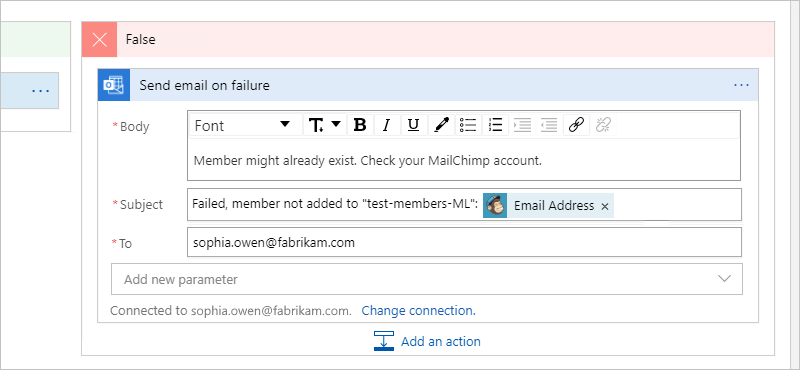 False
Send email on failure
* Body
Font
B I U
Member might already exist. Check your MailChimp account.
* Subject
Failed, member not added to "test-members-ML": Email Address ×
* To
sophia.owen@fabrikam.com
Add new parameter
Connected to sophia.owen@fabrikam.com. Change connection.
Add an action